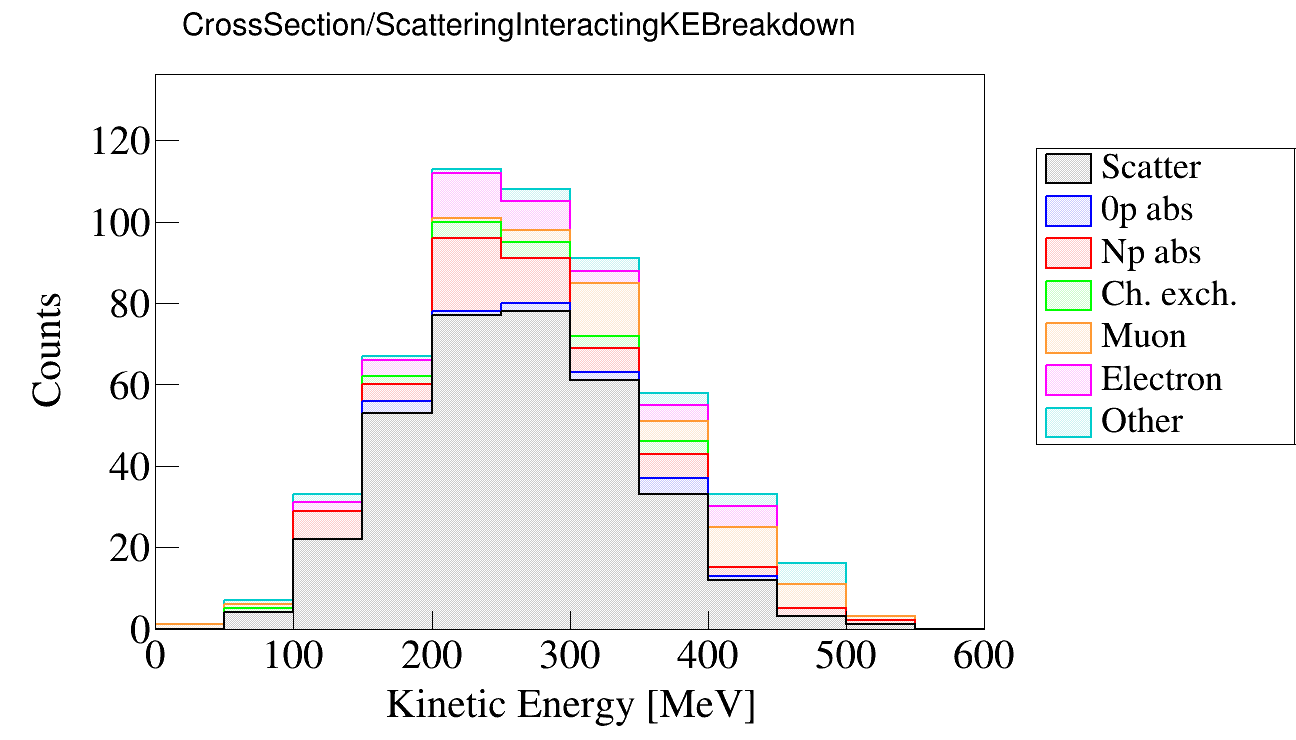 CrossSection/ScatteringInteractingKEBreakdown
120
100
80
60
40
20
0
Counts
0 100 200 300 400 500 600
Kinetic Energy [MeV]
Scatter
0p abs
Np abs
Ch. exch.
Muon
Electron
Other